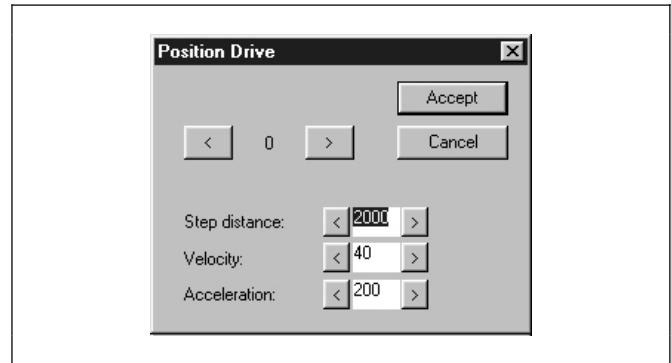 Position Drive
Accept
< 0 >
Cancel
Step distance: < 2000 >
Velocity: < 40 >
Acceleration: < 200 >